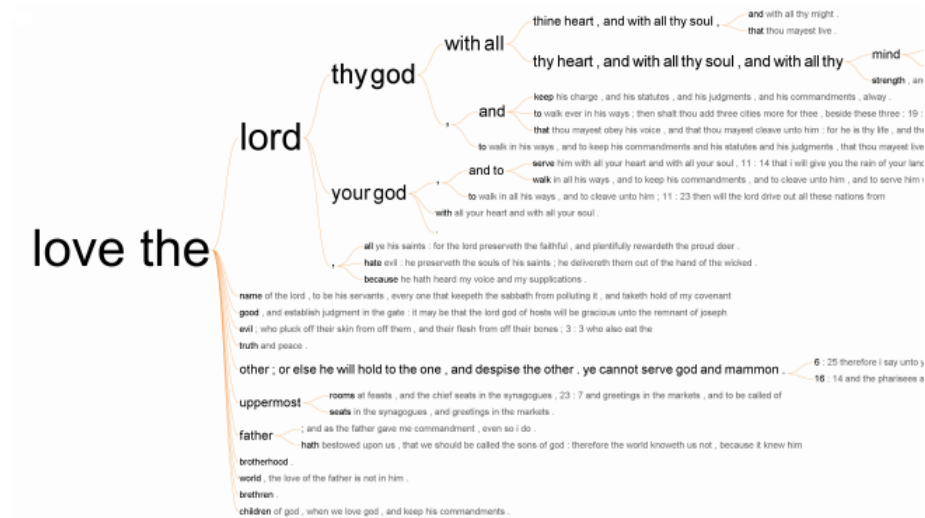 and with all thy might .
thine heart , and with all thy soul ,
that thou mayest live .
with all
mind
thy heart , and with all thy soul , and with all thy
thy god
strength , an
keep his charge , and his statutes , and his judgments , and his commandments , alway .
and
to walk ever in his ways ; then shalt thou add three cities more for thee , beside these three : 19 :
,
that thou mayest obey his voice , and that thou mayest cleave unto him : for he is thy life , and the
lord
to walk in his ways , and to keep his commandments and his statutes and his judgments , that thou mayest live
serve him with all your heart and with all your soul , 11 : 14 that i will give you the rain of your land
and to
,
walk in all his ways , and to keep his commandments , and to cleave unto him , and to serve him
your god
to walk in all his ways , and to cleave unto him ; 11 : 23 then will the lord drive out all these nations from
with all your heart and with all your soul .
.
love the
all ye his saints : for the lord preserveth the faithful , and plentifully rewardeth the proud doer .
,
hate evil : he preserveth the souls of his saints ; he delivereth them out of the hand of the wicked .
because he hath heard my voice and my supplications .
name of the lord , to be his servants , every one that keepeth the sabbath from polluting it , and taketh hold of my covenant
good , and establish judgment in the gate : it may be that the lord god of hosts will be gracious unto the remnant of joseph
evil ; who pluck off their skin from off them , and their flesh from off their bones ; 3 : 3 who also eat the
truth and peace .
6 : 25 therefore i say unto y
other ; or else he will hold to the one , and despise the other . ye cannot serve god and mammon .
16 : 14 and the pharisees a
rooms at feasts , and the chief seats in the synagogues , 23 : 7 and greetings in the markets , and to be called of
uppermost
seats in the synagogues , and greetings in the markets .
; and as the father gave me commandment , even so i do .
father
hath bestowed upon us , that we should be called the sons of god : therefore the world knoweth us not , because it knew him
brotherhood .
world , the love of the father is not in him .
brethren .
children of god , when we love god , and keep his commandments .